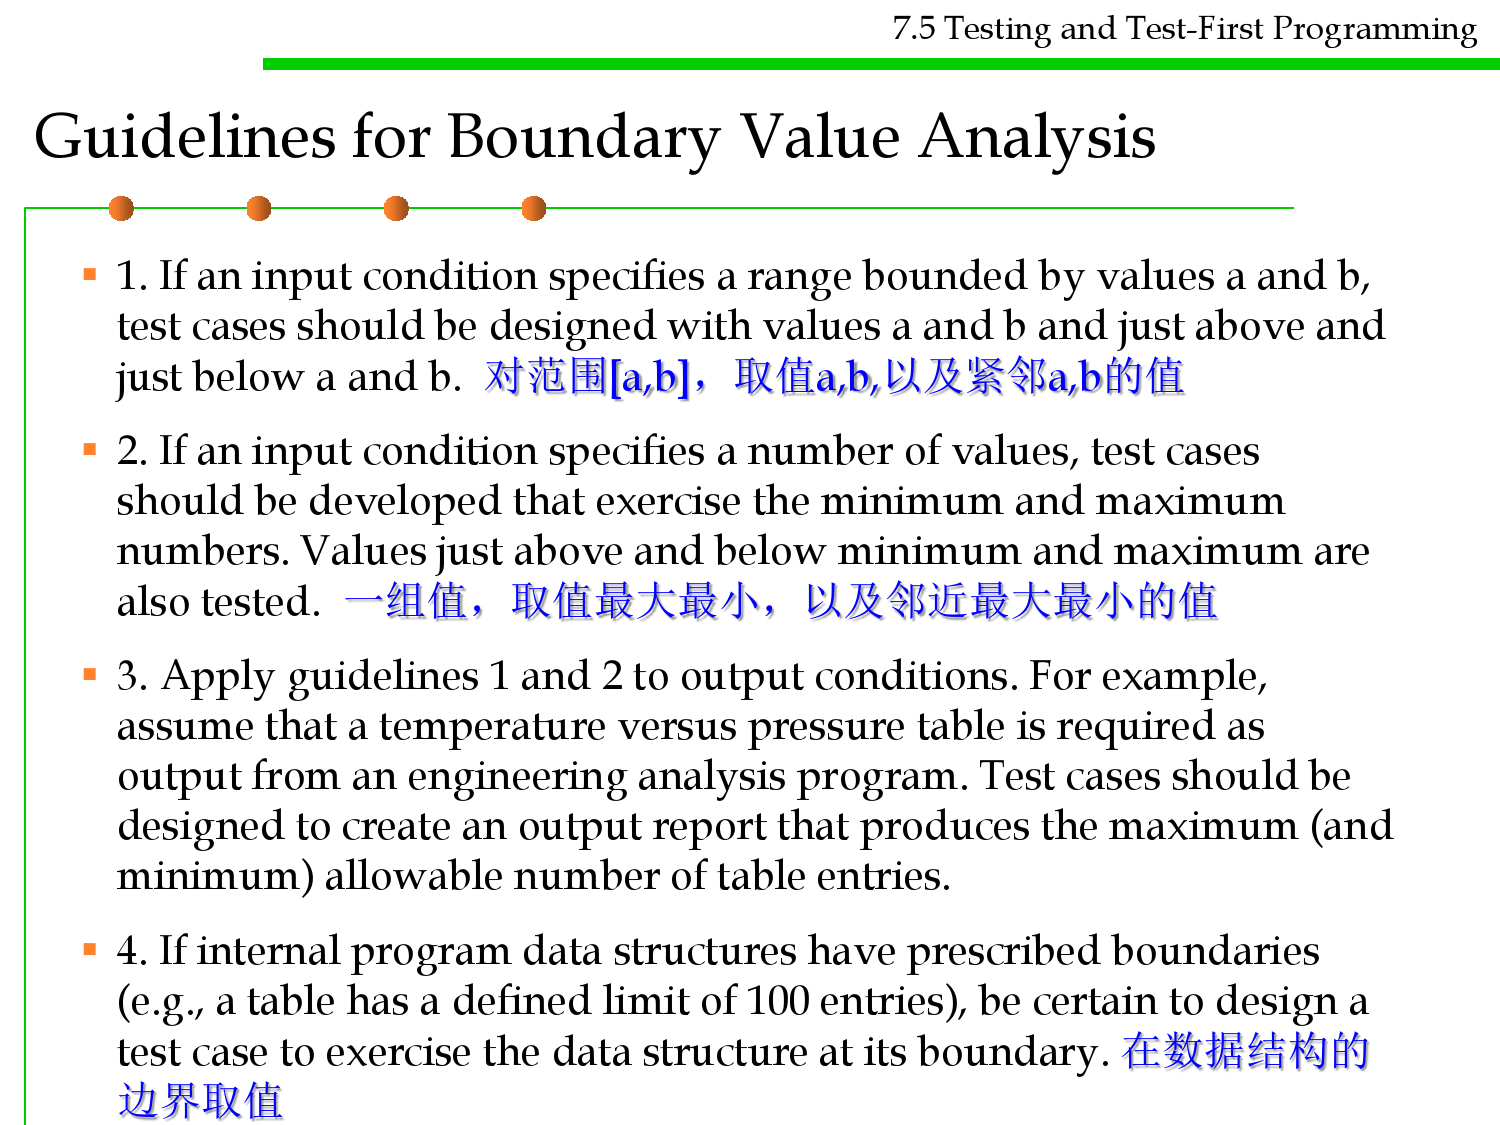 7.5 Testing and Test-First Programming
Guidelines for Boundary Value Analysis
1. If an input condition specifies a range bounded by values a and b,
test cases should be designed with values a and b and just above and
just below a and b. 对范围[a,b]，取值a,b,以及紧邻a,b的值
2. If an input condition specifies a number of values, test cases
should be developed that exercise the minimum and maximum
numbers. Values just above and below minimum and maximum are
also tested. 一组值，取值最大最小，以及邻近最大最小的值
3. Apply guidelines 1 and 2 to output conditions. For example,
assume that a temperature versus pressure table is required as
output from an engineering analysis program. Test cases should be
designed to create an output report that produces the maximum (and
minimum) allowable number of table entries.
4. If internal program data structures have prescribed boundaries
(e.g., a table has a defined limit of 100 entries), be certain to design a
test case to exercise the data structure at its boundary. 在数据结构的
边界取值